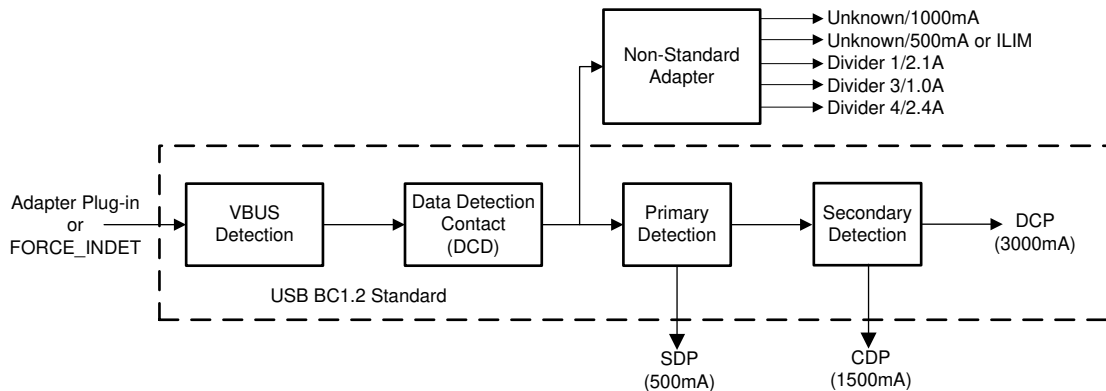 Unknown/1000mA
Unknown/500mA or ILIM
Divider 1/2.1A
Divider 3/1.0A
Divider 4/2.4A
Non-Standard
Adapter
Adapter Plug-in
or
FORCE_INDET
VBUS
Detection
Data Detection
Contact
(DCD)
Primary
Detection
Secondary
Detection
DCP
(3000mA)
USB BC1.2 Standard
SDP
(500mA)
CDP
(1500mA)